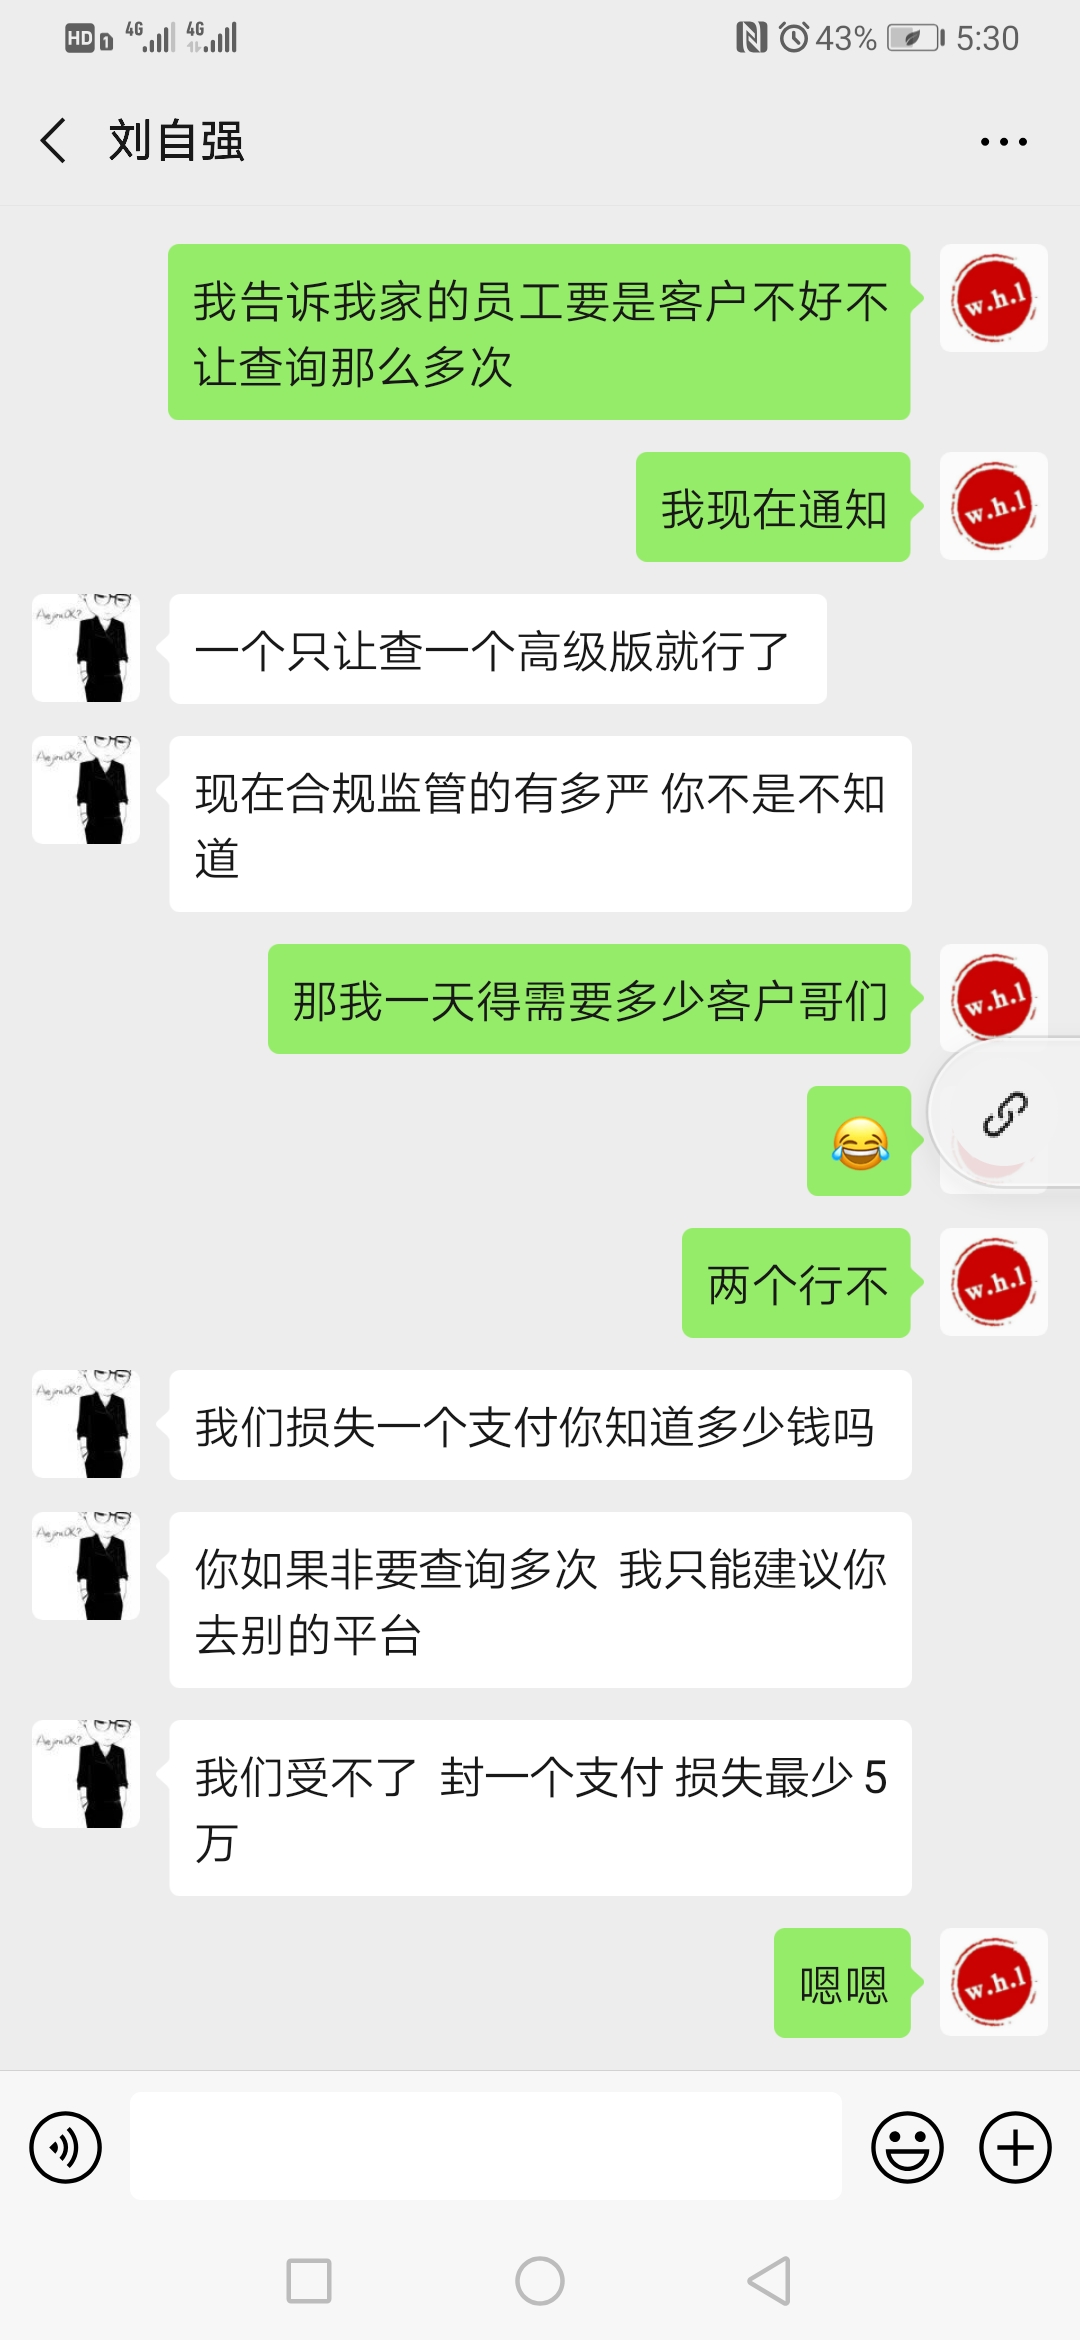 HD 1 4G 4G 43% 5:30
刘自强
我告诉我家的员工要是客户不好不
让查询那么多次
w.h.l
我现在通知
w.h.l
一个只让查一个高级版就行了
现在合规监管的有多严 你不是不知
道
那我一天得需要多少客户哥们
w.h.l
😂
两个行不
w.h.l
我们损失一个支付你知道多少钱吗
你如果非要查询多次 我只能建议你
去别的平台
我们受不了 封一个支付 损失最少 5
万
嗯嗯
w.h.l